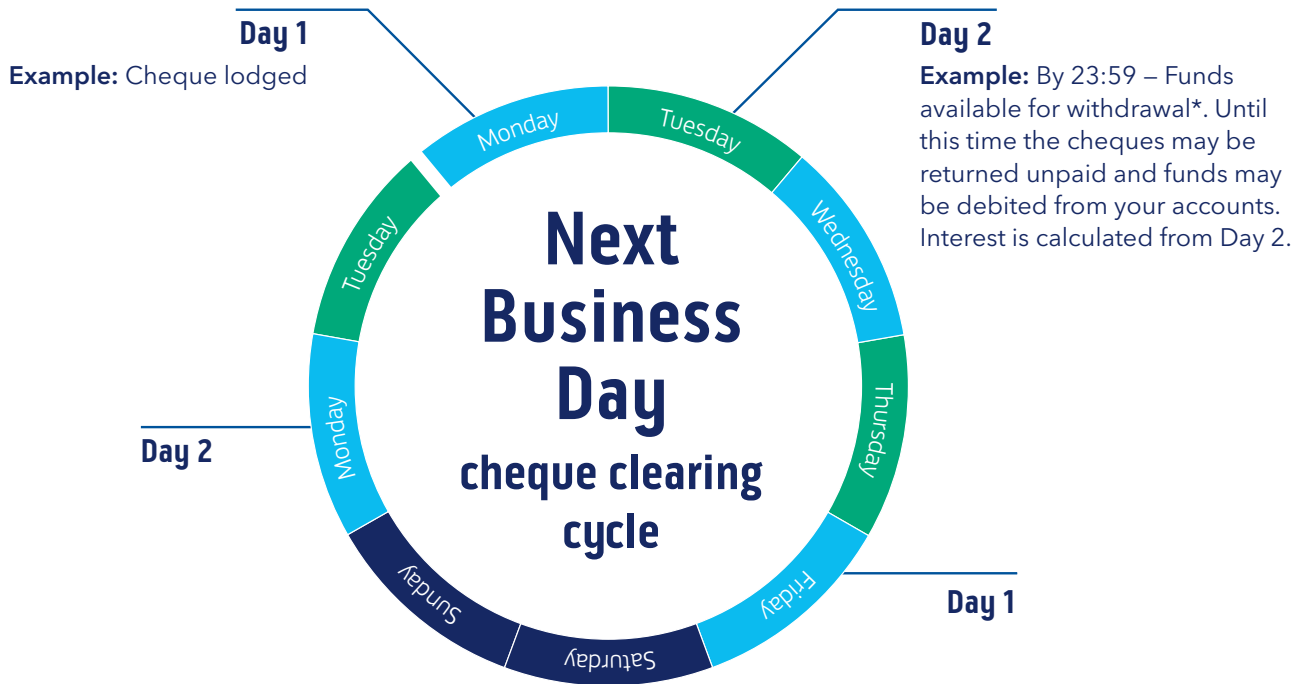 Day 1
Example: Cheque lodged
Day 2
Example: By 23:59 – Funds
available for withdrawal*. Until
this time the cheques may be
returned unpaid and funds may
be debited from your accounts.
Interest is calculated from Day 2.
Monday
Tuesday
Wednesday
Thursday
Friday
Saturday
Sunday
Monday
Tuesday
Next
Business
Day
cheque clearing
cycle
Day 1
Day 2